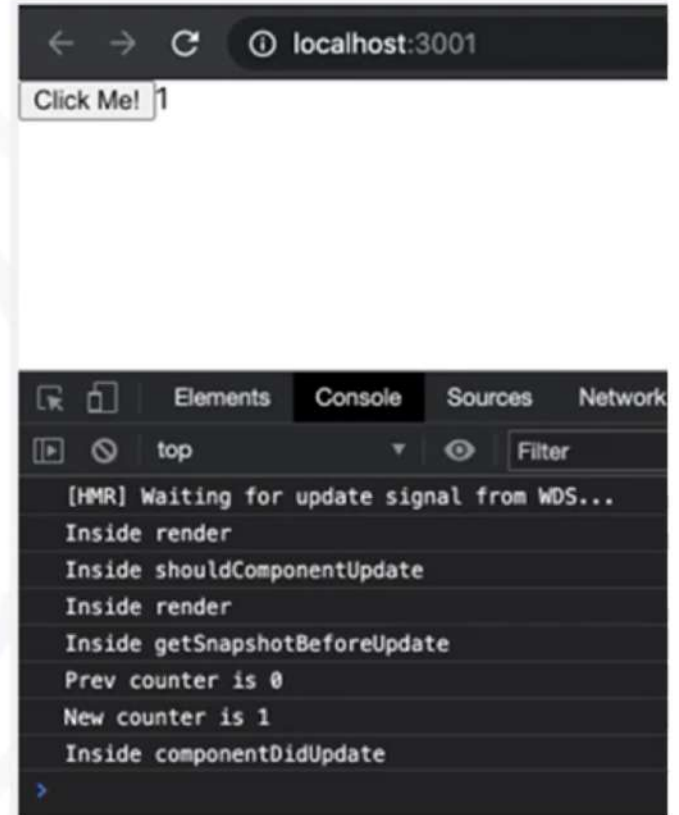 localhost:3001
Click Me! 1
Elements Console Sources Network
top Filter
[HMR] Waiting for update signal from WDS...
Inside render
Inside shouldComponentUpdate
Inside render
Inside getSnapshotBeforeUpdate
Prev counter is 0
New counter is 1
Inside componentDidUpdate
>